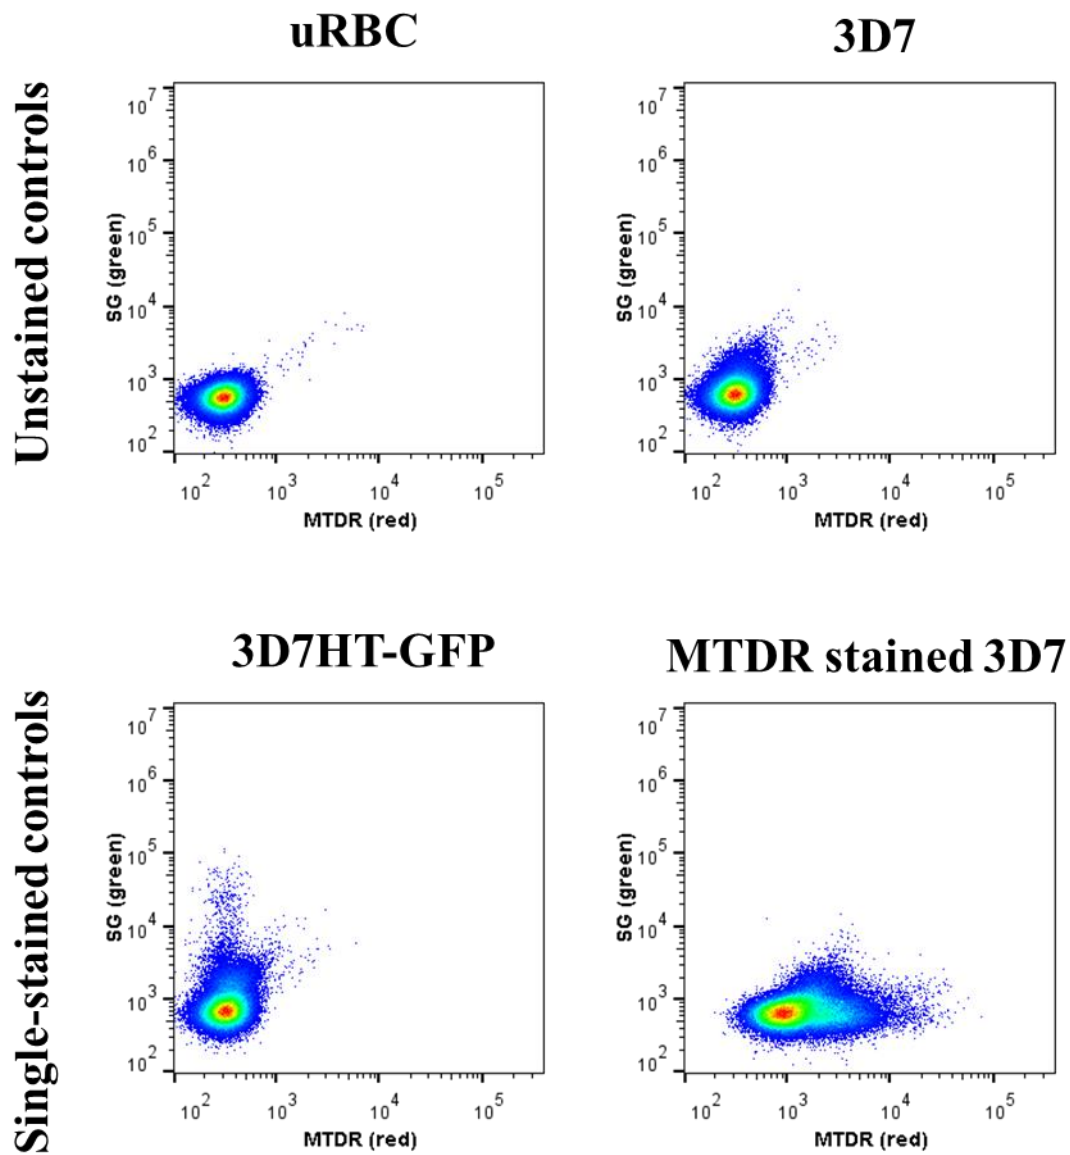 uRBC
3D7
Unstained controls
10^7
10^6
10^5
10^4
10^3
10^2
SG (green)
10^2 10^3 10^4 10^5
MTDR (red)
10^7
10^6
10^5
10^4
10^3
10^2
SG (green)
10^2 10^3 10^4 10^5
MTDR (red)
3D7HT-GFP
MTDR stained 3D7
Single-stained controls
10^7
10^6
10^5
10^4
10^3
10^2
SG (green)
10^2 10^3 10^4 10^5
MTDR (red)
10^7
10^6
10^5
10^4
10^3
10^2
SG (green)
10^2 10^3 10^4 10^5
MTDR (red)